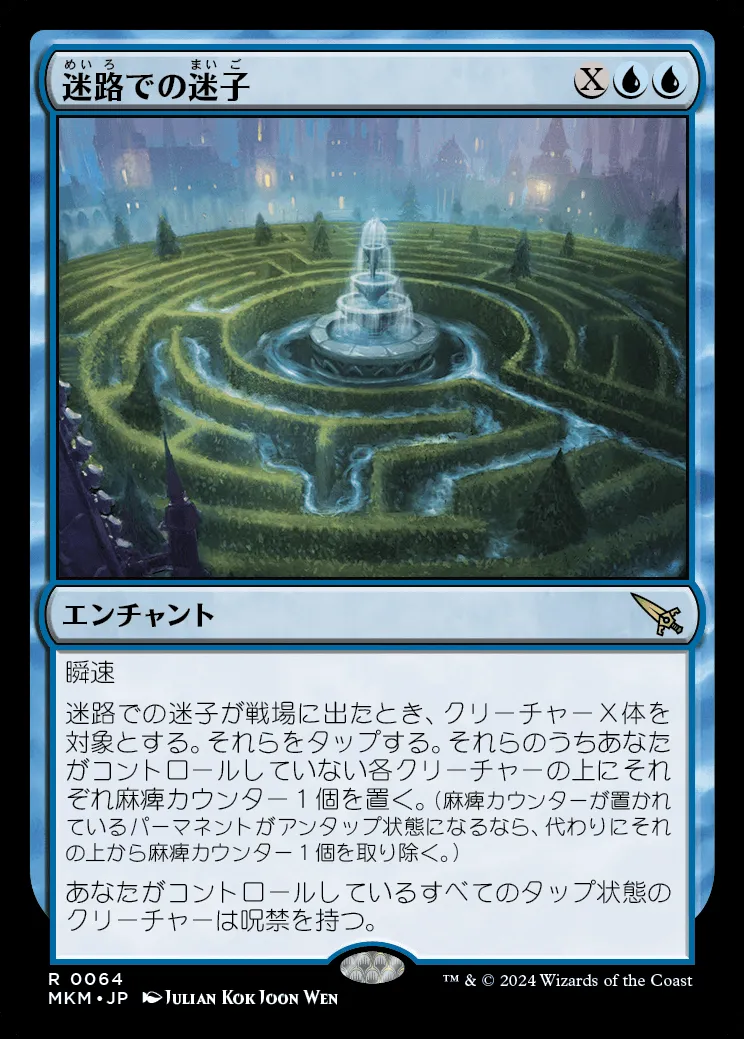 めいろ まいご
迷路での迷子 X
エンチャント
瞬速
迷路での迷子が戦場に出たとき、クリーチャーX体を
対象とする。それらをタップする。それらのうちあなた
がコントロールしていない各クリーチャーの上にそれ
ぞれ麻痺カウンター1個を置く。（麻痺カウンターが置かれ
ているパーマネントがアンタップ状態になるなら、代わりにそれ
の上から麻痺カウンター1個を取り除く。）
あなたがコントロールしているすべてのタップ状態の
クリーチャーは呪禁を持つ。
R 0064
MKM•JP Julian Kok Joon Wen
™ & © 2024 Wizards of the Coast